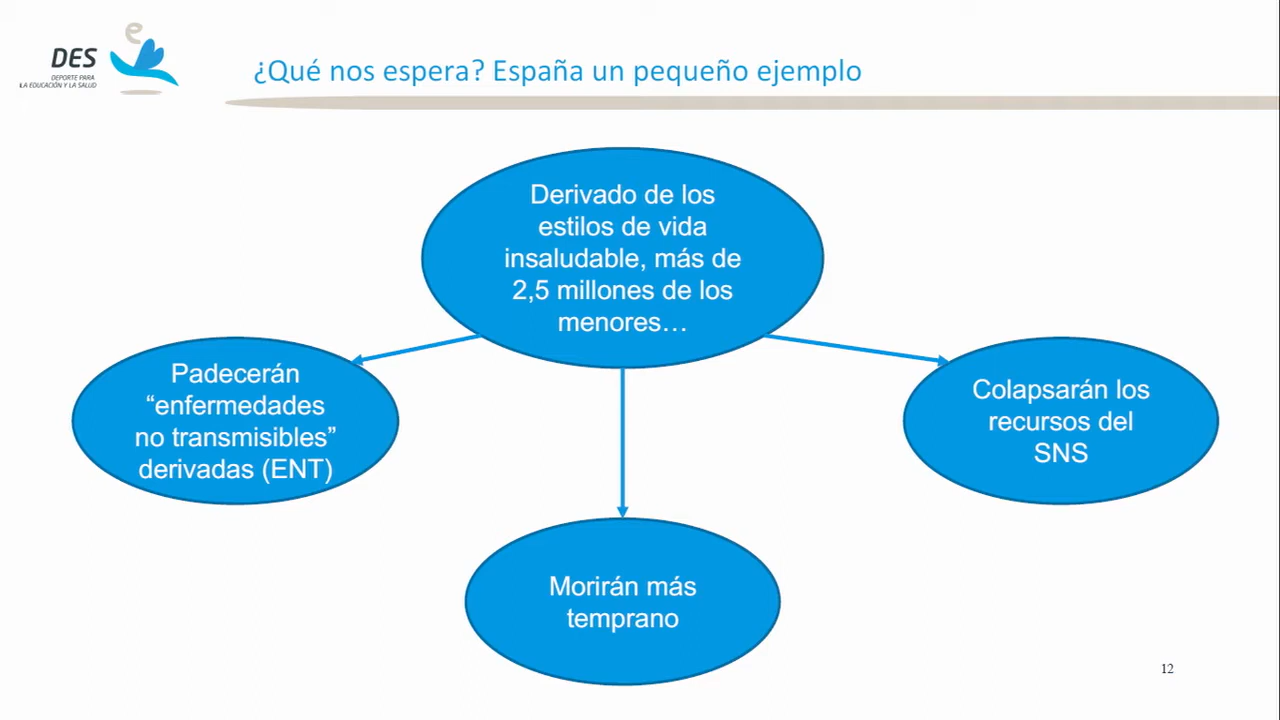 DES
DEPORTE PARA
LA EDUCACIÓN Y LA SALUD
¿Qué nos espera? España un pequeño ejemplo
Derivado de los
estilos de vida
insaludable, más de
2,5 millones de los
menores…
Padecerán
“enfermedades
no transmisibles”
derivadas (ENT)
Colapsarán los
recursos del
SNS
Morirán más
temprano
12